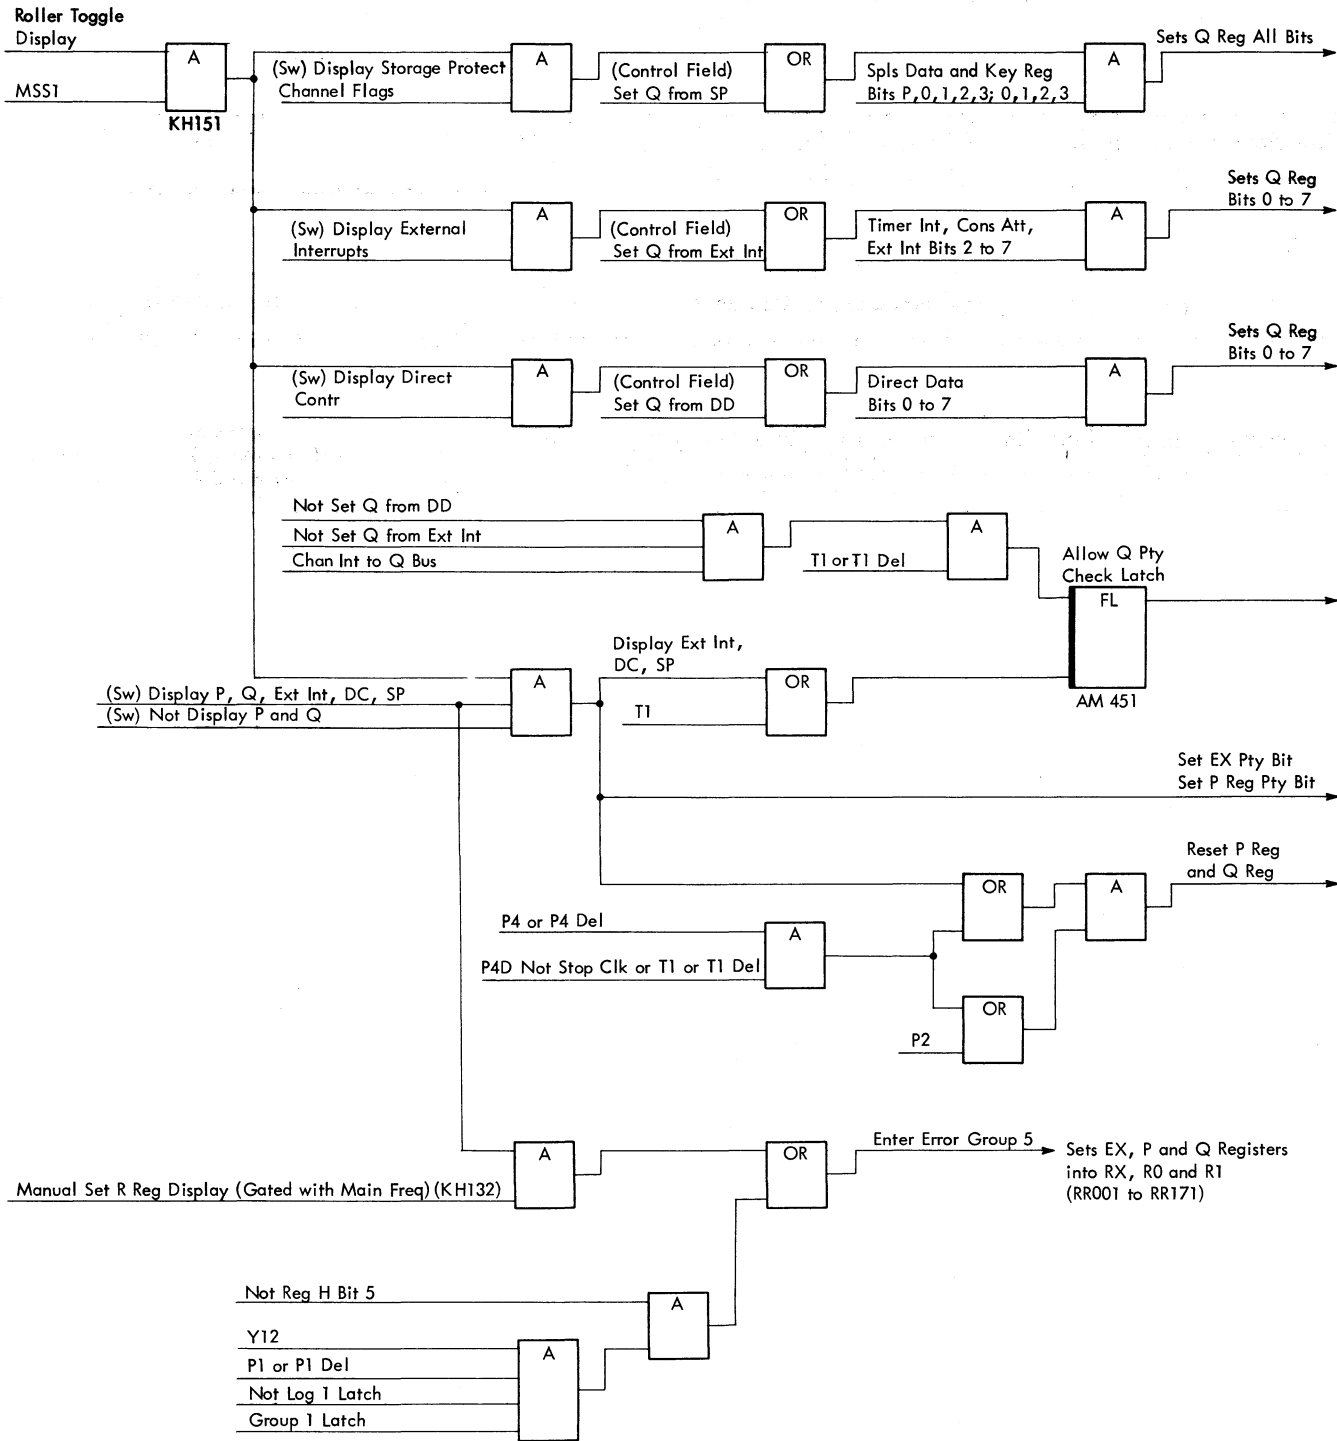 Roller Toggle
Display
MSS1
A
KH151
(Sw) Display Storage Protect
Channel Flags
A
(Control Field)
Set Q from SP
OR
Spls Data and Key Reg
Bits P,0,1,2,3; 0,1,2,3
A
Sets Q Reg All Bits
(Sw) Display External
Interrupts
A
(Control Field)
Set Q from Ext Int
OR
Timer Int, Cons Att,
Ext Int Bits 2 to 7
A
Sets Q Reg
Bits 0 to 7
(Sw) Display Direct
Contr
A
(Control Field)
Set Q from DD
OR
Direct Data
Bits 0 to 7
A
Sets Q Reg
Bits 0 to 7
Not Set Q from DD
Not Set Q from Ext Int
Chan Int to Q Bus
A
T1 or T1 Del
A
Allow Q Pty
Check Latch
FL
AM 451
(Sw) Display P, Q, Ext Int, DC, SP
(Sw) Not Display P and Q
A
Display Ext Int,
DC, SP
T1
OR
Set EX Pty Bit
Set P Reg Pty Bit
Reset P Reg
and Q Reg
OR
A
P4 or P4 Del
P4D Not Stop Clk or T1 or T1 Del
A
OR
P2
A
Manual Set R Reg Display (Gated with Main Freq) (KH132)
OR
Enter Error Group 5
Sets EX, P and Q Registers
into RX, R0 and R1
(RR001 to RR171)
Not Reg H Bit 5
A
Y12
P1 or P1 Del
Not Log 1 Latch
Group 1 Latch
A